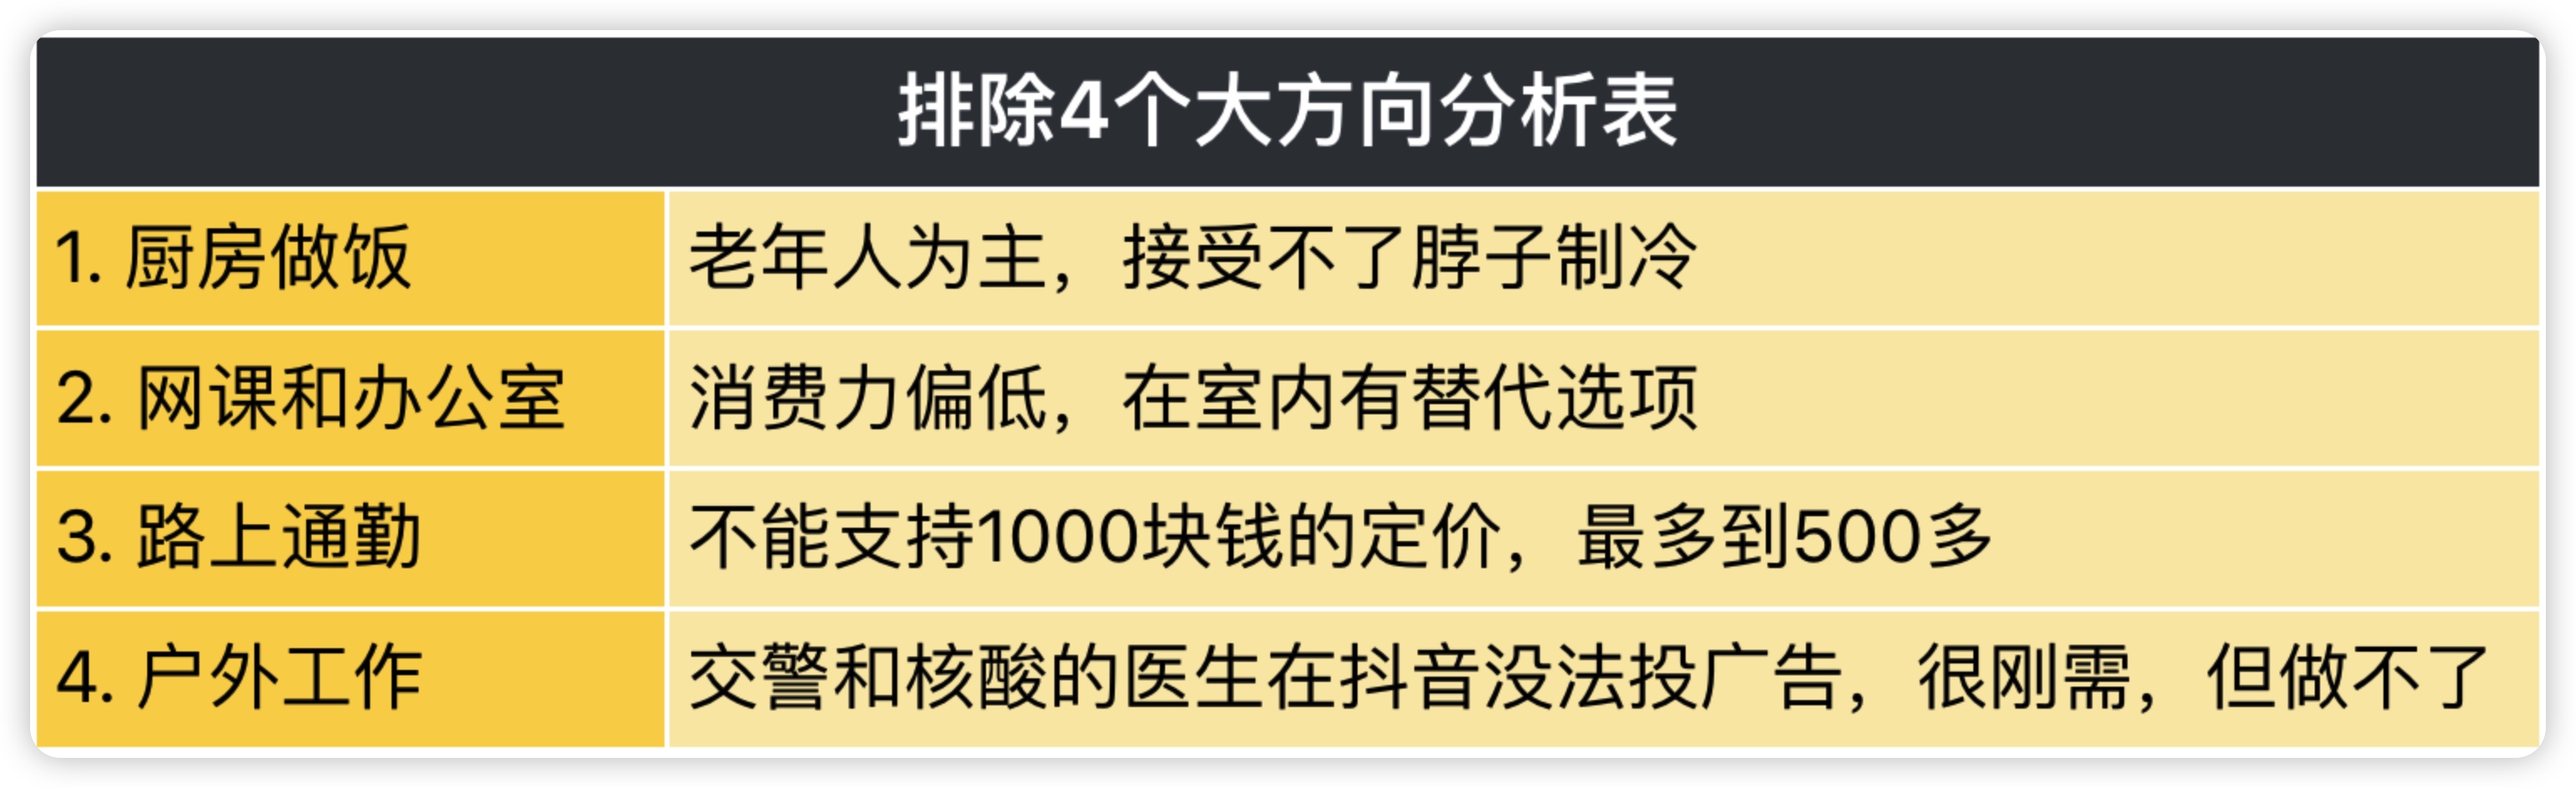 排除4个大方向分析表
1. 厨房做饭
老年人为主，接受不了脖子制冷
2. 网课和办公室
消费力偏低，在室内有替代选项
3. 路上通勤
不能支持1000块钱的定价，最多到500多
4. 户外工作
交警和核酸的医生在抖音没法投广告，很刚需，但做不了